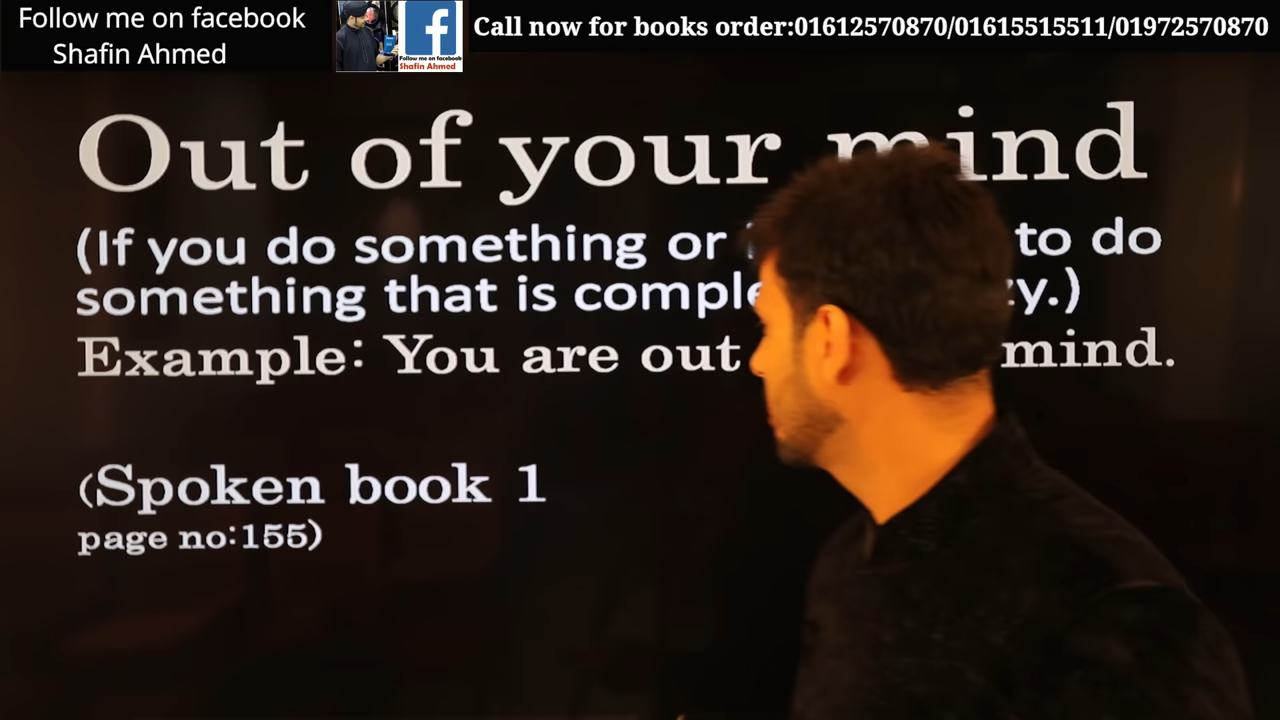 Follow me on facebook
Shafin Ahmed
Follow me on facebook
Shafin Ahmed
Call now for books order:01612570870/01615515511/01972570870
Out of your mind
(If you do something or to do
something that is
Example: You are out mind.
(Spoken book 1
page no:155)